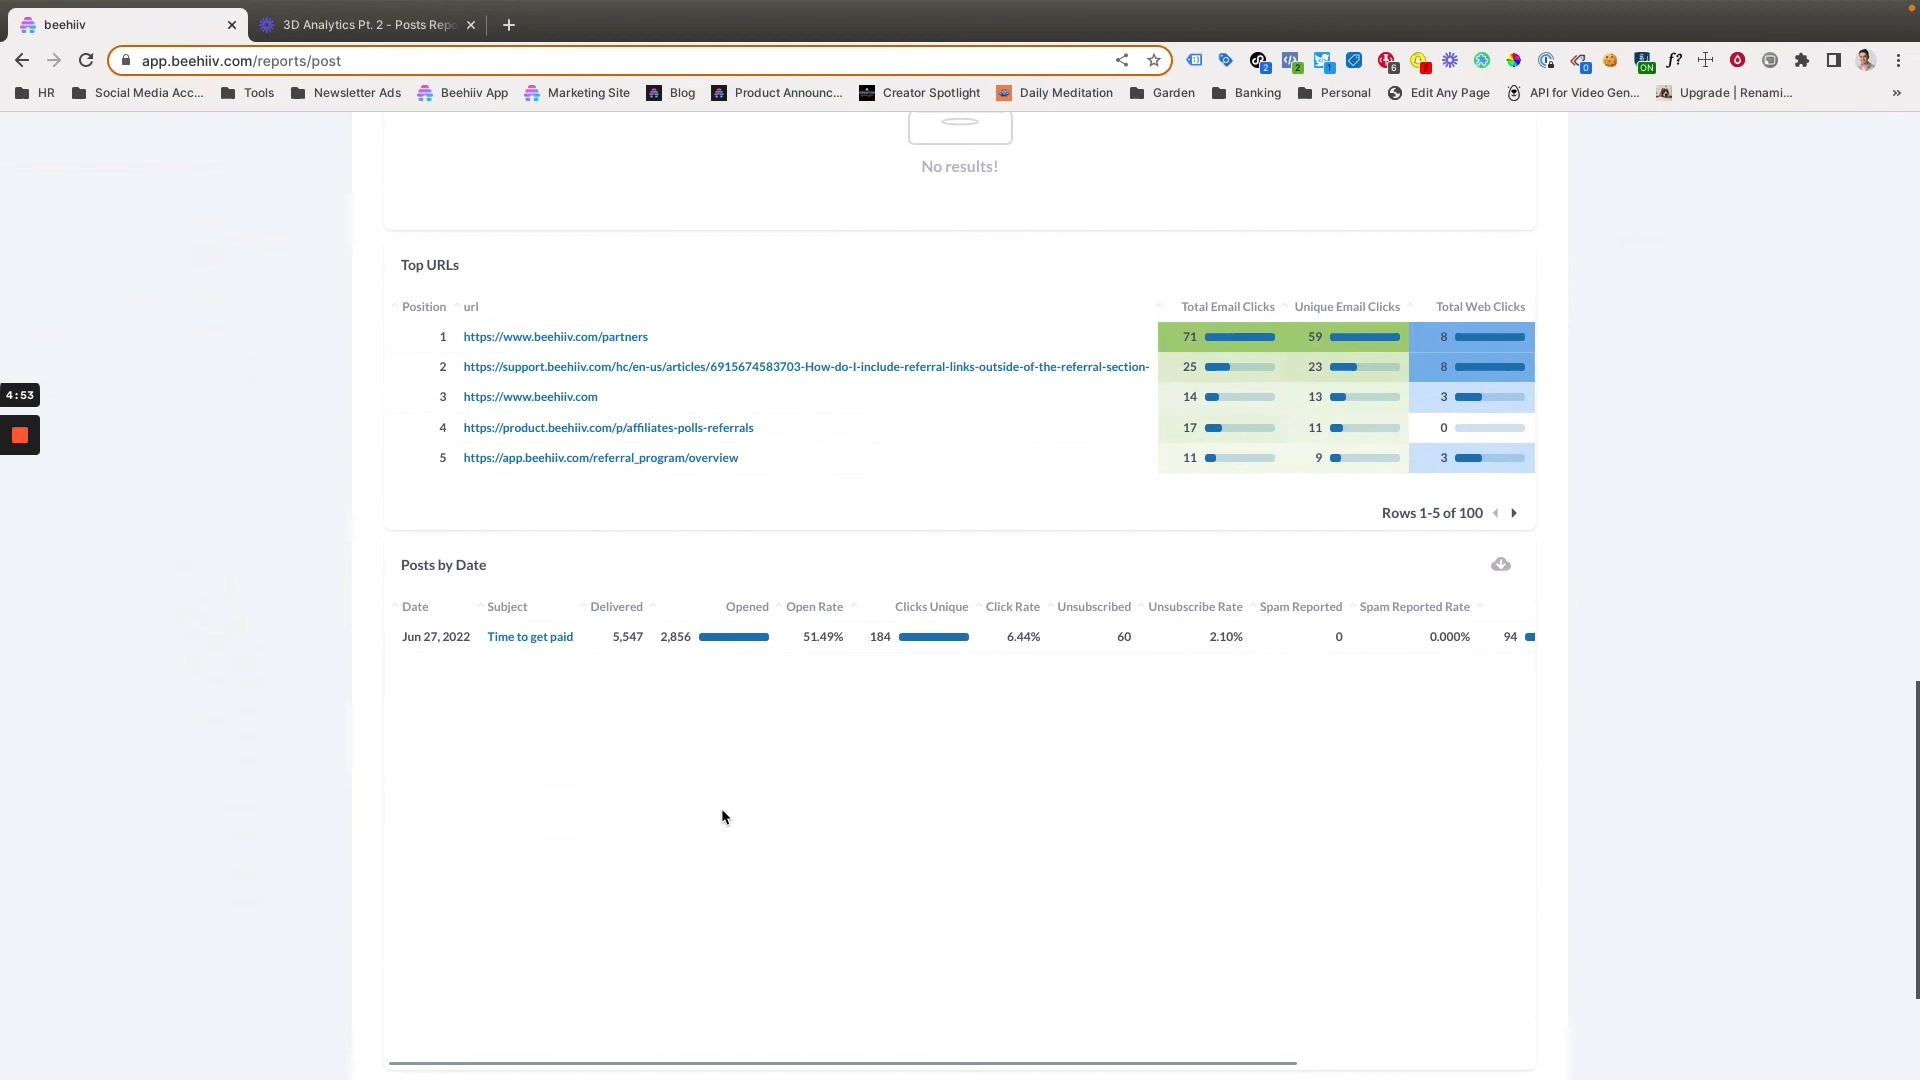 beehiiv
3D Analytics Pt. 2 - Posts Repo
app.beehiiv.com/reports/post
2
2
1
6
0
ON
f?
HR
Social Media Acc...
Tools
Newsletter Ads
Beehiiv App
Marketing Site
Blog
Product Announc...
Creator Spotlight
Daily Meditation
Garden
Banking
Personal
Edit Any Page
API for Video Gen...
Upgrade | Renami...
»
No results!
Top URLs
Position url Total Email Clicks Unique Email Clicks Total Web Clicks
1 https://www.beehiiv.com/partners 71 59 8
2 https://support.beehiiv.com/hc/en-us/articles/6915674583703-How-do-I-include-referral-links-outside-of-the-referral-section- 25 23 8
3 https://www.beehiiv.com 14 13 3
4 https://product.beehiiv.com/p/affiliates-polls-referrals 17 11 0
5 https://app.beehiiv.com/referral_program/overview 11 9 3
4:53
Rows 1-5 of 100
Posts by Date
Date Subject Delivered Opened Open Rate Clicks Unique Click Rate Unsubscribed Unsubscribe Rate Spam Reported Spam Reported Rate
Jun 27, 2022 Time to get paid 5,547 2,856 51.49% 184 6.44% 60 2.10% 0 0.000% 94